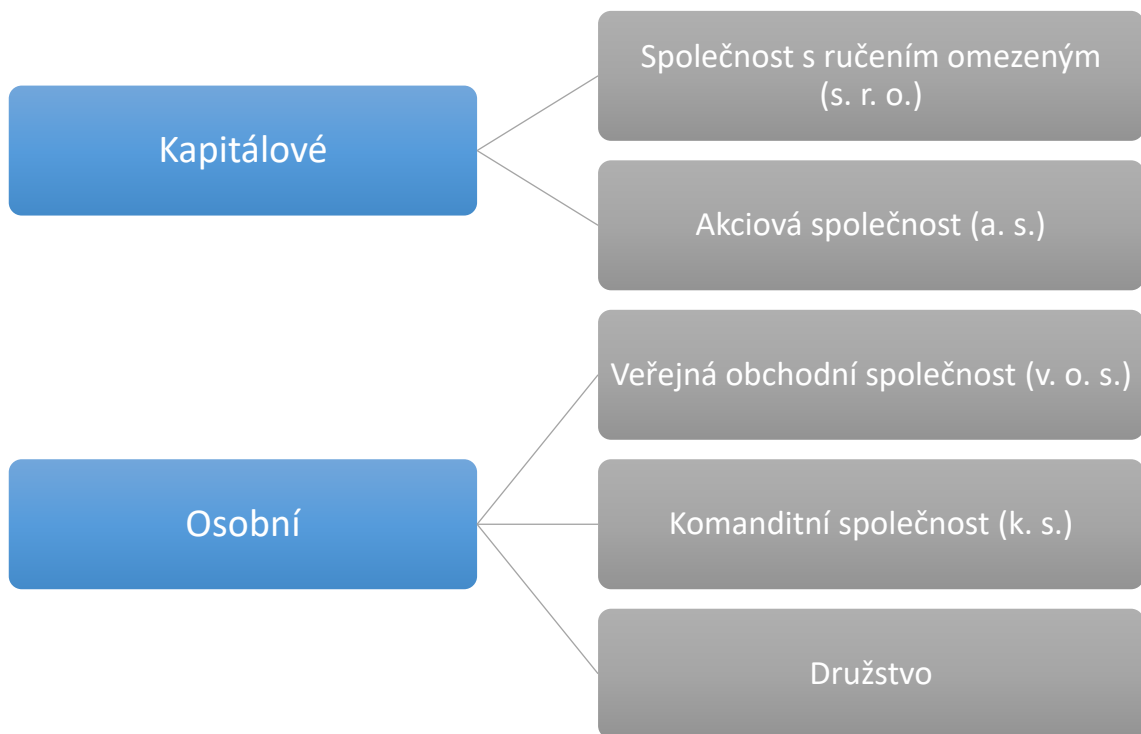 Kapitálové
Společnost s ručením omezeným
(s. r. o.)
Akciová společnost (a. s.)
Osobní
Veřejná obchodní společnost (v. o. s.)
Komanditní společnost (k. s.)
Družstvo